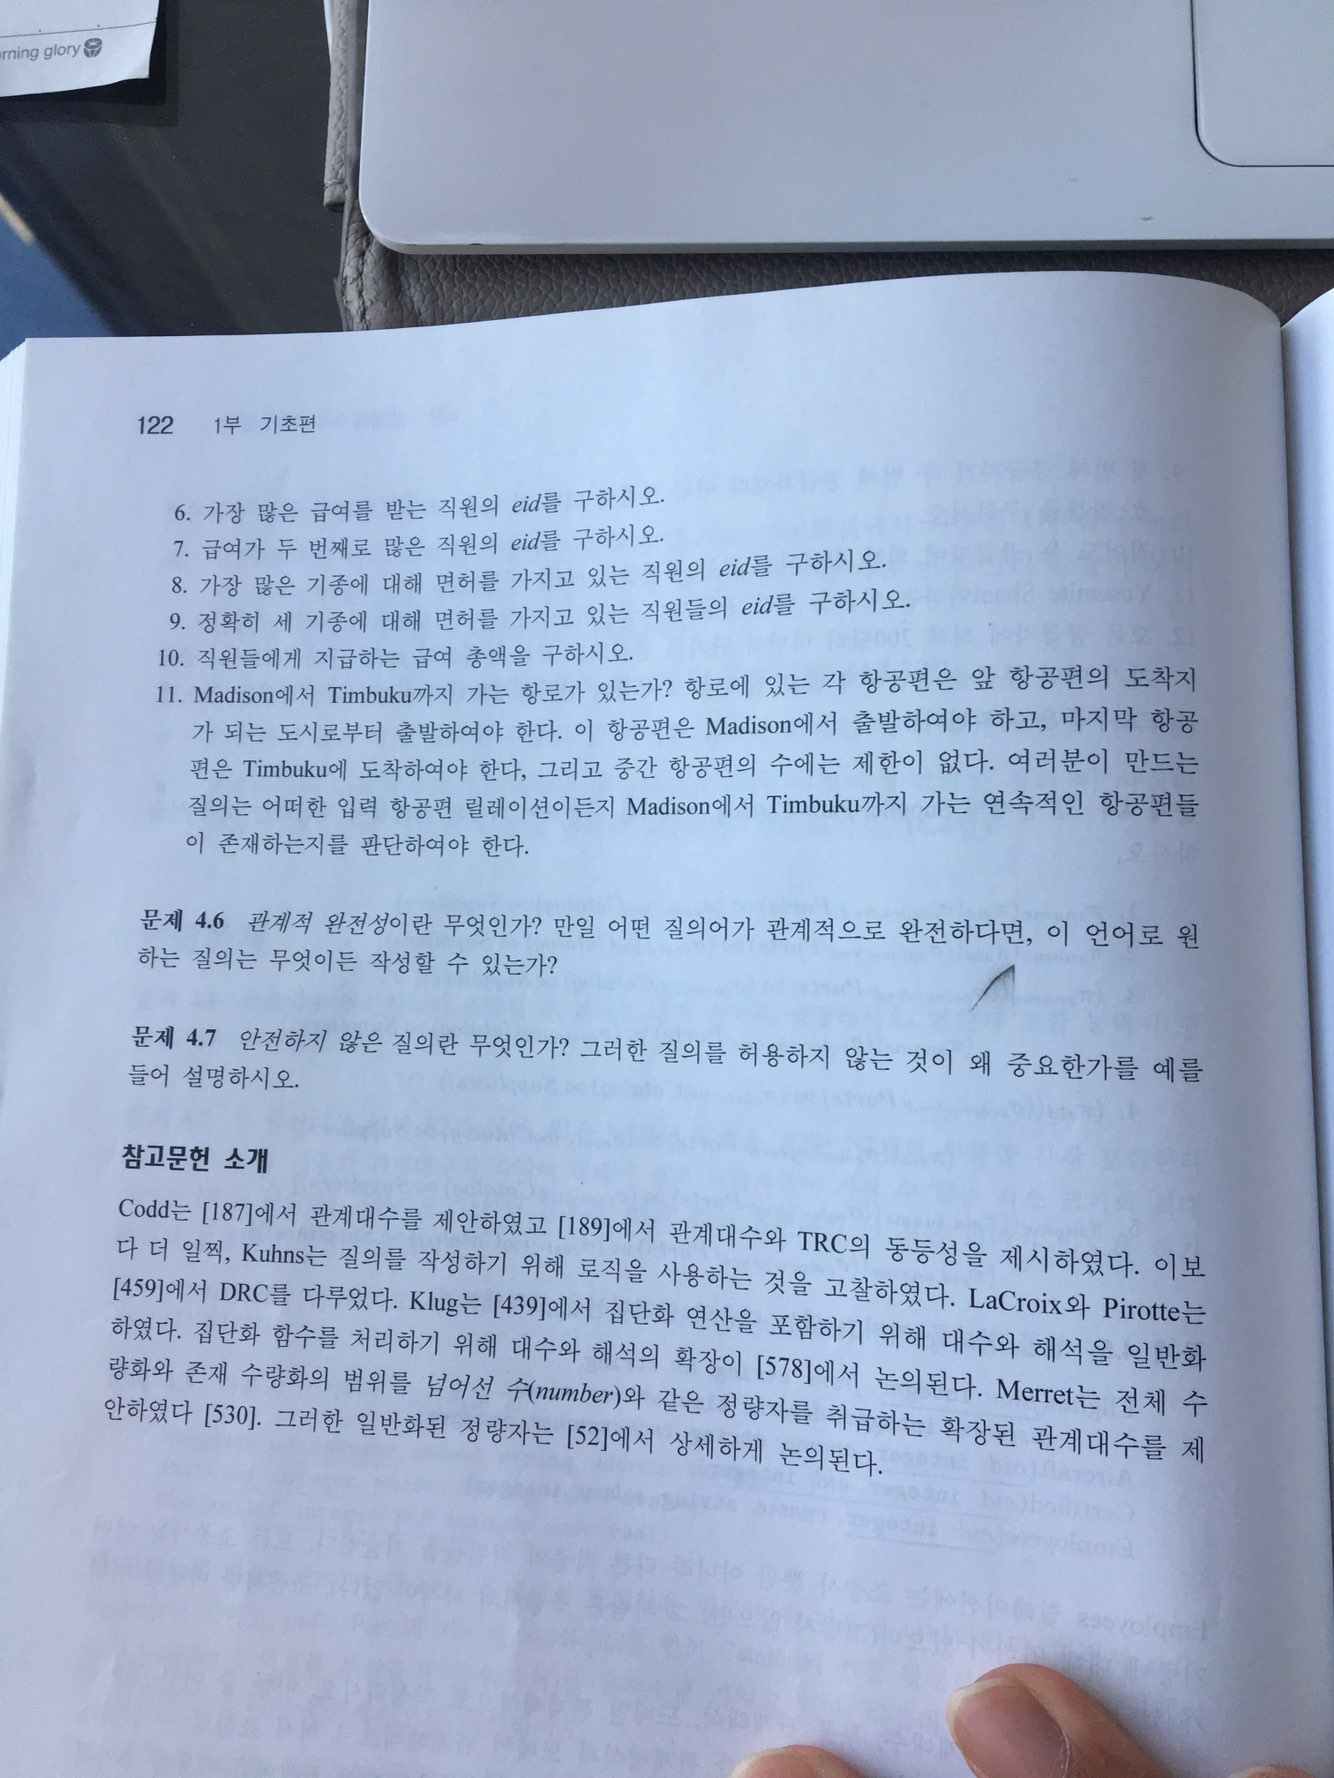 rning glory
122 1부 기초편
6. 가장 많은 급여를 받는 직원의 eid를 구하시오.
7. 급여가 두 번째로 많은 직원의 eid를 구하시오.
8. 가장 많은 기종에 대해 면허를 가지고 있는 직원의 eid를 구하시오.
9. 정확히 세 기종에 대해 면허를 가지고 있는 직원들의 eid를 구하시오.
10. 직원들에게 지급하는 급여 총액을 구하시오.
11. Madison에서 Timbuku까지 가는 항로가 있는가? 항로에 있는 각 항공편은 앞 항공편의 도착지
가 되는 도시로부터 출발하여야 한다. 이 항공편은 Madison에서 출발하여야 하고, 마지막 항공
편은 Timbuku에 도착하여야 한다, 그리고 중간 항공편의 수에는 제한이 없다. 여러분이 만드는
질의는 어떠한 입력 항공편 릴레이션이든지 Madison에서 Timbuku까지 가는 연속적인 항공편들
이 존재하는지를 판단하여야 한다.
문제 4.6 관계적 완전성이란 무엇인가? 만일 어떤 질의어가 관계적으로 완전하다면, 이 언어로 원
하는 질의는 무엇이든 작성할 수 있는가?
문제 4.7 안전하지 않은 질의란 무엇인가? 그러한 질의를 허용하지 않는 것이 왜 중요한가를 예를
들어 설명하시오.
참고문헌 소개
Codd는 [187]에서 관계대수를 제안하였고 [189]에서 관계대수와 TRC의 동등성을 제시하였다. 이보
다 더 일찍, Kuhns는 질의를 작성하기 위해 로직을 사용하는 것을 고찰하였다. LaCroix와 Pirotte는
[459]에서 DRC를 다루었다. Klug는 [439]에서 집단화 연산을 포함하기 위해 대수와 해석을 일반화
하였다. 집단화 함수를 처리하기 위해 대수와 해석의 확장이 [578]에서 논의된다. Merret는 전체 수
량화와 존재 수량화의 범위를 넘어선 수(number)와 같은 정량자를 취급하는 확장된 관계대수를 제
안하였다 [530]. 그러한 일반화된 정량자는 [52]에서 상세하게 논의된다.